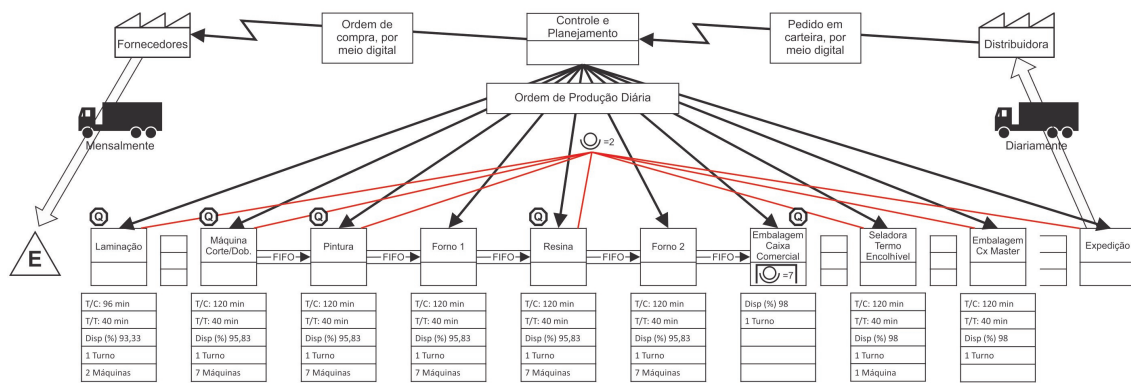 Fornecedores
Ordem de
compra, por
meio digital
Controle e
Planejamento
Pedido em
carteira, por
meio digital
Distribuidora
Ordem de Produção Diária
Mensalmente
=2
Diariamente
Q
Q
Q
Q
Q
E
Laminação
Máquina
Corte/Dob.
FIFO
Pintura
FIFO
Forno 1
FIFO
Resina
FIFO
Forno 2
FIFO
Embalagem
Caixa
Comercial
=7
Seladora
Termo
Encolhível
Embalagem
Cx Master
Expedição
T/C: 96 min
T/T: 40 min
Disp (%) 93,33
1 Turno
2 Máquinas
T/C: 120 min
T/T: 40 min
Disp (%) 95,83
1 Turno
7 Máquinas
T/C: 120 min
T/T: 40 min
Disp (%) 95,83
1 Turno
7 Máquinas
T/C: 120 min
T/T: 40 min
Disp (%) 95,83
1 Turno
7 Máquinas
T/C: 120 min
T/T: 40 min
Disp (%) 95,83
1 Turno
7 Máquinas
T/C: 120 min
T/T: 40 min
Disp (%) 95,83
1 Turno
7 Máquinas
Disp (%) 98
1 Turno
T/C: 120 min
T/T: 40 min
Disp (%) 98
1 Turno
1 Máquina
T/C: 120 min
T/T: 40 min
Disp (%) 98
1 Turno